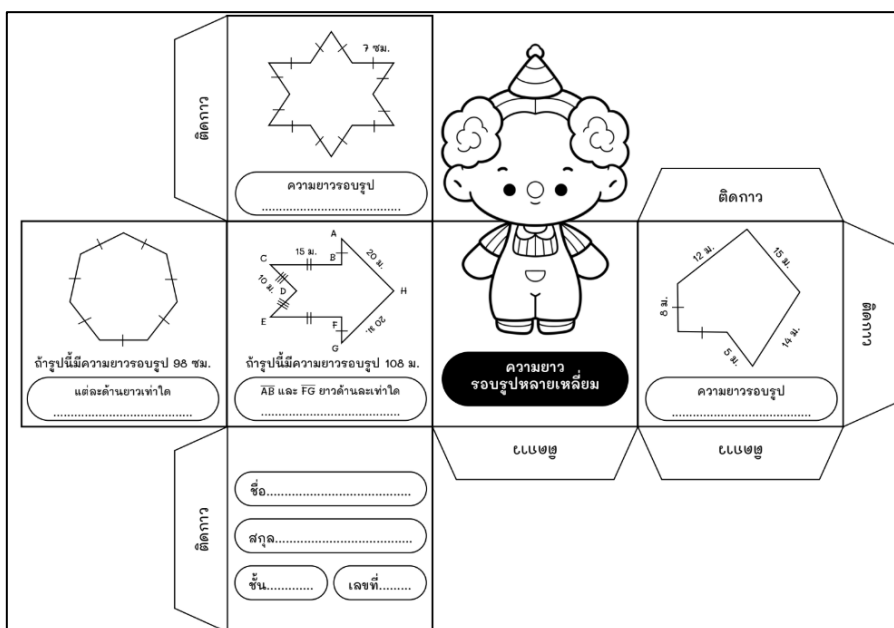 ติดกาว
7 ซม.
ความยาวรอบรูป
ติดกาว
ถ้ารูปนี้มีความยาวรอบรูป 98 ซม.
แต่ละด้านยาวเท่าใด
A
15 ม.
B
20 ม.
C
10 ม.
D
H
E
F
20 ม.
G
ถ้ารูปนี้มีความยาวรอบรูป 108 ม.
AB และ FG ยาวด้านละเท่าใด
ความยาว
รอบรูปหลายเหลี่ยม
12 ม.
15 ม.
8 ม.
5 ม.
14 ม.
ความยาวรอบรูป
ติดกาว
ติดกาว
ติดกาว
ติดกาว
ชื่อ
สกุล
ชั้น
เลขที่